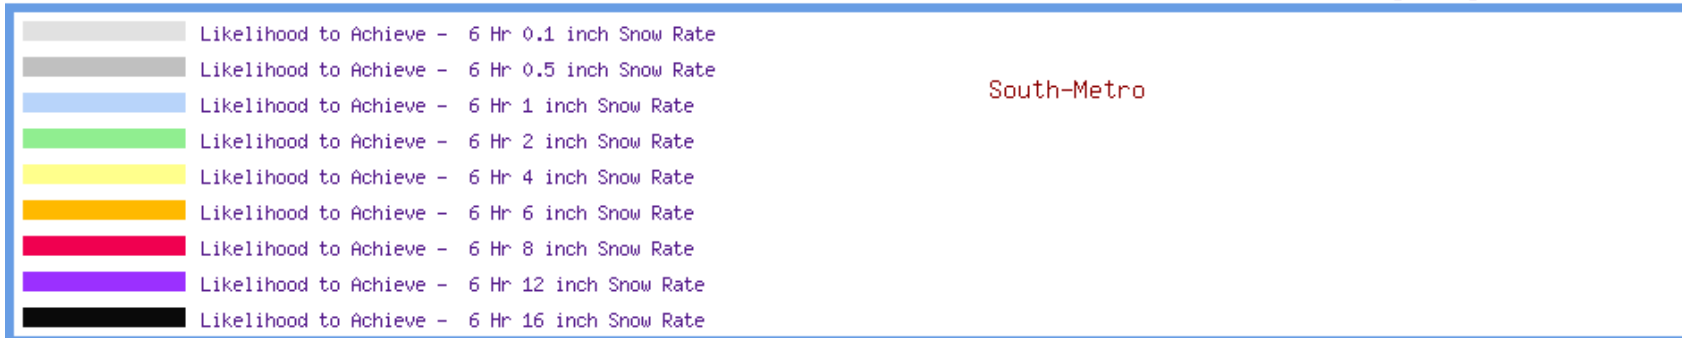 Likelihood to Achieve -  6 Hr 0.1 inch Snow Rate
Likelihood to Achieve -  6 Hr 0.5 inch Snow Rate
South-Metro
Likelihood to Achieve -  6 Hr 1 inch Snow Rate
Likelihood to Achieve -  6 Hr 2 inch Snow Rate
Likelihood to Achieve -  6 Hr 4 inch Snow Rate
Likelihood to Achieve -  6 Hr 6 inch Snow Rate
Likelihood to Achieve -  6 Hr 8 inch Snow Rate
Likelihood to Achieve -  6 Hr 12 inch Snow Rate
Likelihood to Achieve -  6 Hr 16 inch Snow Rate